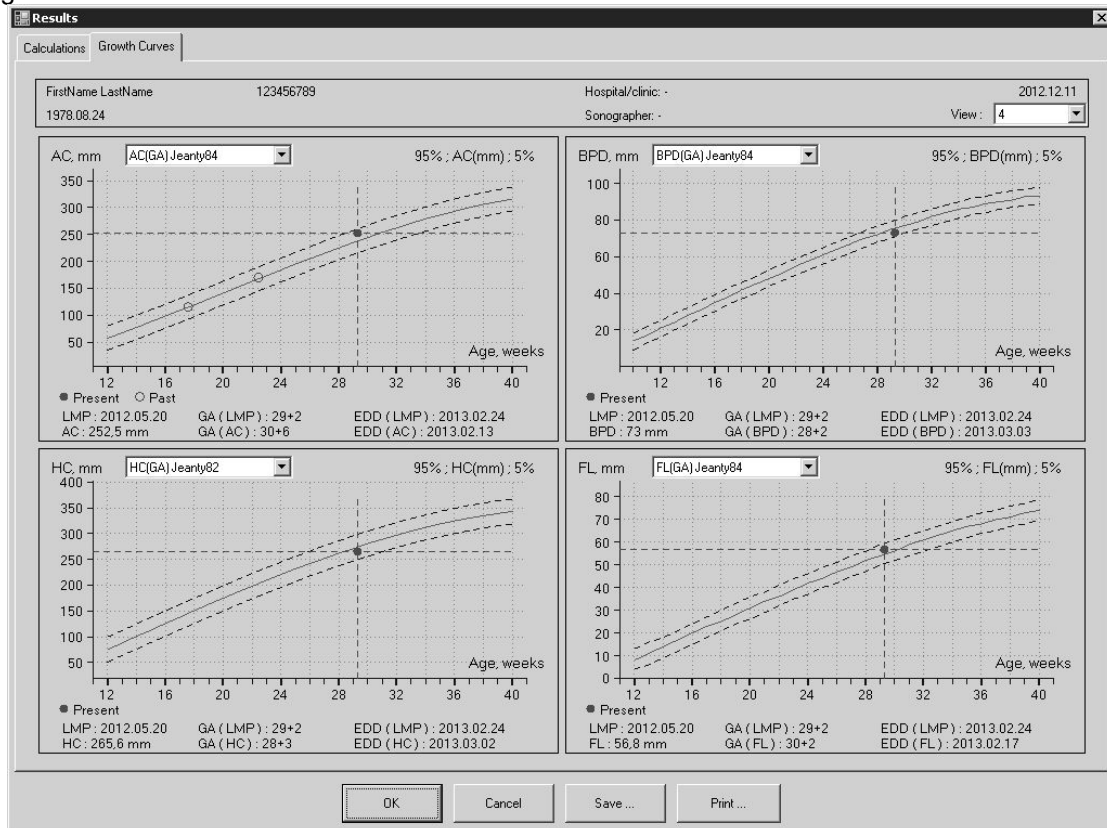 g
Results
Calculations Growth Curves
FirstName LastName 123456789 Hospital/clinic: - 2012.12.11
1978.08.24 Sonographer: - View : 4
AC, mm AC(GA) Jeanty84 95% ; AC(mm) ; 5%
350
300
250
200
150
100
50
Age, weeks
12 16 20 24 28 32 36 40
Present Past
LMP : 2012.05.20 GA ( LMP ) : 29+2 EDD ( LMP ) : 2013.02.24
AC : 252,5 mm GA ( AC ) : 30+6 EDD ( AC ) : 2013.02.13
BPD, mm BPD(GA) Jeanty84 95% ; BPD(mm) ; 5%
100
80
60
40
20
Age, weeks
12 16 20 24 28 32 36 40
Present
LMP : 2012.05.20 GA ( LMP ) : 29+2 EDD ( LMP ) : 2013.02.24
BPD : 73 mm GA ( BPD ) : 28+2 EDD ( BPD ) : 2013.03.03
HC, mm HC(GA) Jeanty82 95% ; HC(mm) ; 5%
400
350
300
250
200
150
100
50
Age, weeks
12 16 20 24 28 32 36 40
Present
LMP : 2012.05.20 GA ( LMP ) : 29+2 EDD ( LMP ) : 2013.02.24
HC : 265,6 mm GA ( HC ) : 28+3 EDD ( HC ) : 2013.03.02
FL, mm FL(GA) Jeanty84 95% ; FL(mm) ; 5%
80
70
60
50
40
30
20
10
0
Age, weeks
12 16 20 24 28 32 36 40
Present
LMP : 2012.05.20 GA ( LMP ) : 29+2 EDD ( LMP ) : 2013.02.24
FL : 56,8 mm GA ( FL ) : 30+2 EDD ( FL ) : 2013.02.17
OK Cancel Save ... Print ...